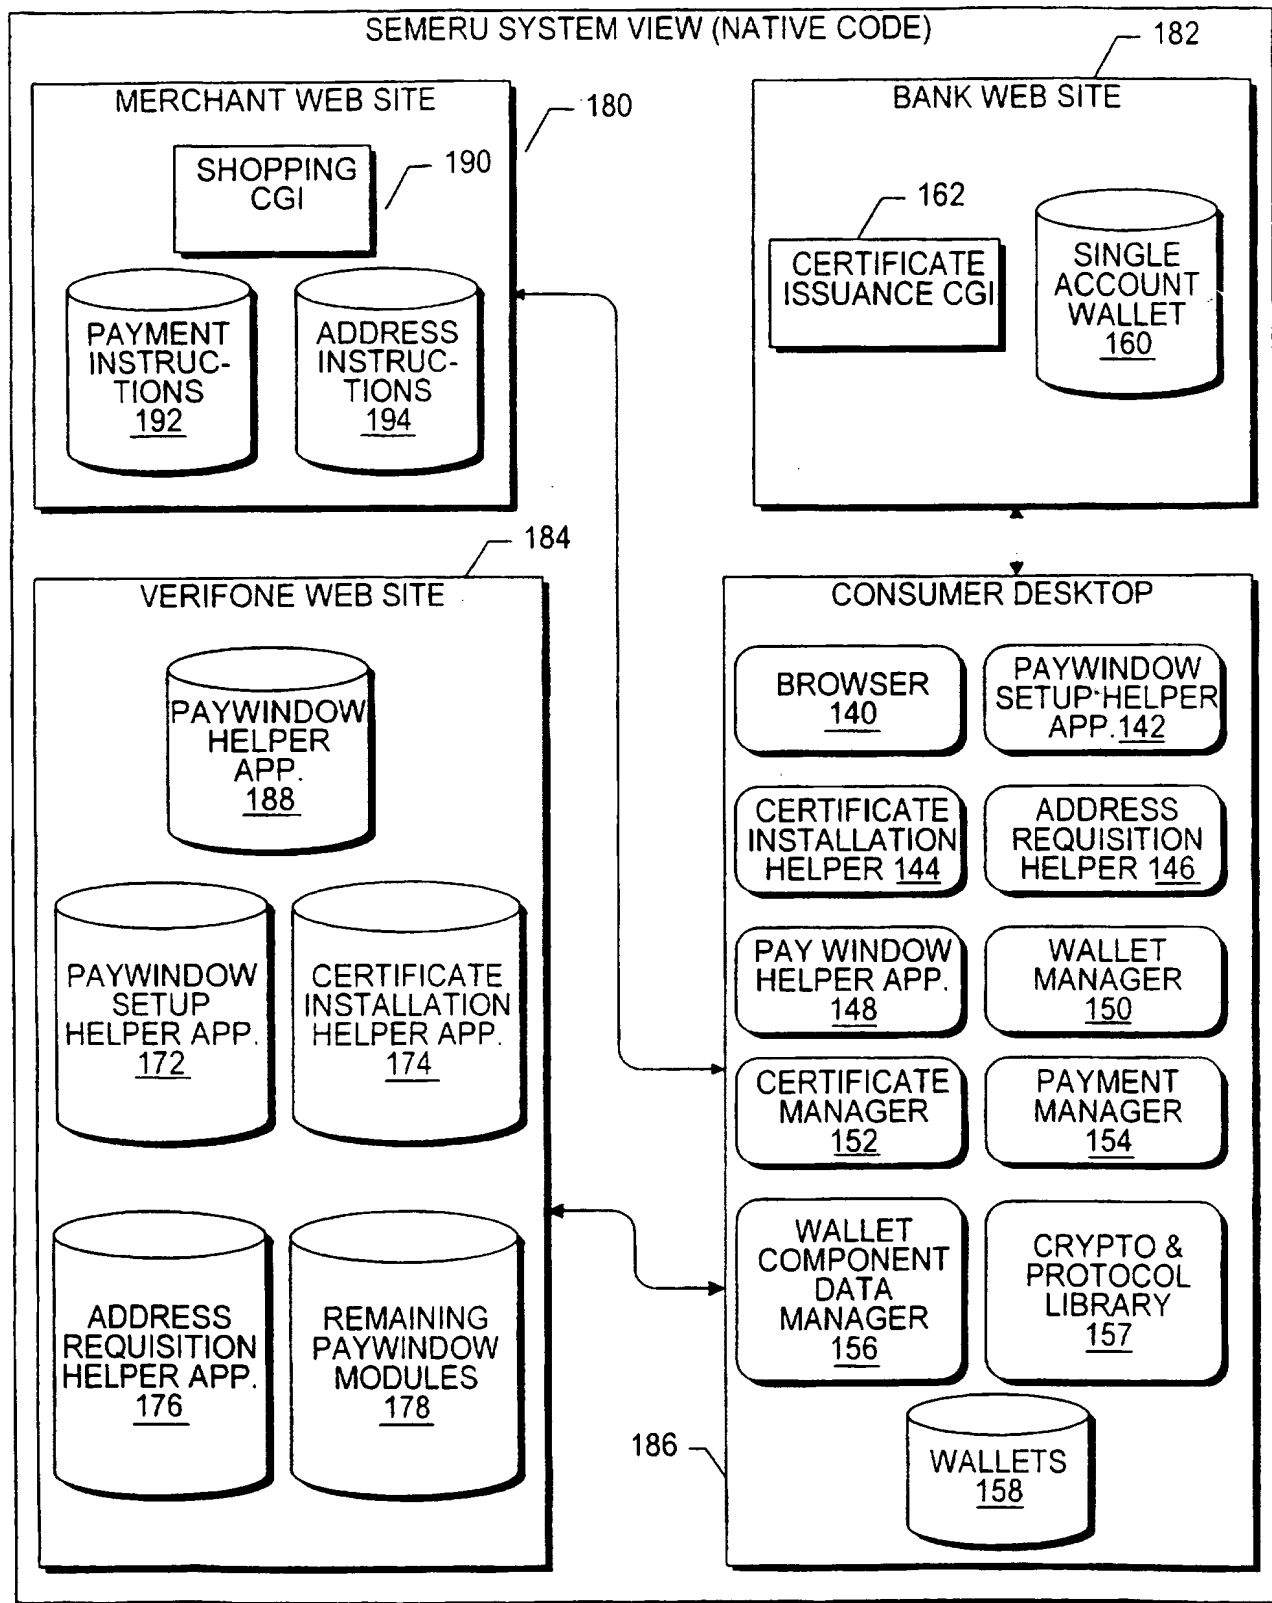 SEMERU SYSTEM VIEW (NATIVE CODE)
182
MERCHANT WEB SITE
180
SHOPPING
CGI
190
PAYMENT
INSTRUC-
TIONS
192
ADDRESS
INSTRUC-
TIONS
194
BANK WEB SITE
162
CERTIFICATE
ISSUANCE CGI
SINGLE
ACCOUNT
WALLET
160
184
VERIFONE WEB SITE
PAYWINDOW
HELPER
APP.
188
PAYWINDOW
SETUP
HELPER APP.
172
CERTIFICATE
INSTALLATION
HELPER APP.
174
ADDRESS
REQUISITION
HELPER APP.
176
REMAINING
PAYWINDOW
MODULES
178
CONSUMER DESKTOP
BROWSER
140
PAYWINDOW
SETUP HELPER
APP. 142
CERTIFICATE
INSTALLATION
HELPER 144
ADDRESS
REQUISITION
HELPER 146
PAY WINDOW
HELPER APP.
148
WALLET
MANAGER
150
CERTIFICATE
MANAGER
152
PAYMENT
MANAGER
154
WALLET
COMPONENT
DATA
MANAGER
156
CRYPTO &
PROTOCOL
LIBRARY
157
186
WALLETS
158